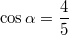 cos α = 4/5